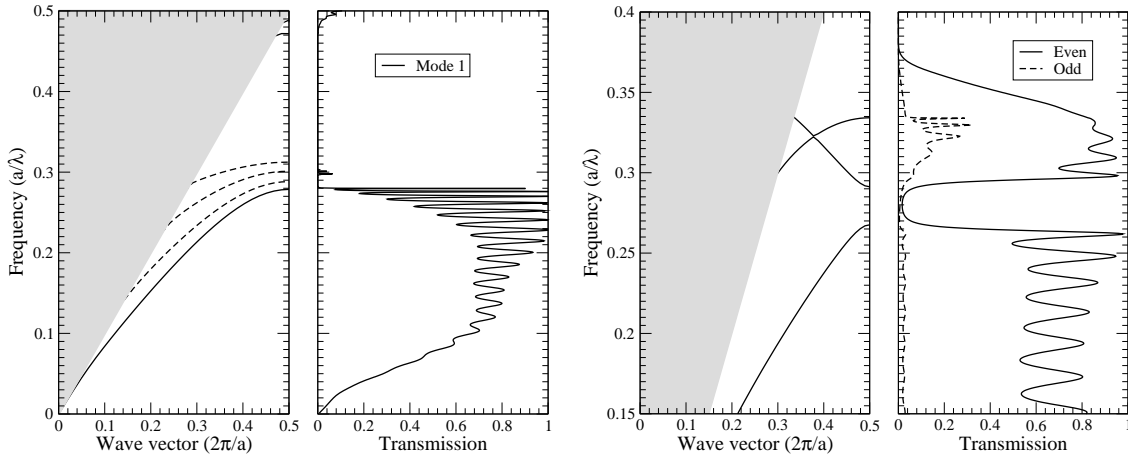 0.5
0.4
0.3
0.2
0.1
0
Frequency (a/λ)
0 0.1 0.2 0.3 0.4 0.5
Wave vector (2π/a)
Mode 1
0 0.2 0.4 0.6 0.8 1
Transmission
0.4
0.35
0.3
0.25
0.2
0.15
Frequency (a/λ)
0 0.1 0.2 0.3 0.4 0.5
Wave vector (2π/a)
Even
Odd
0 0.2 0.4 0.6 0.8 1
Transmission